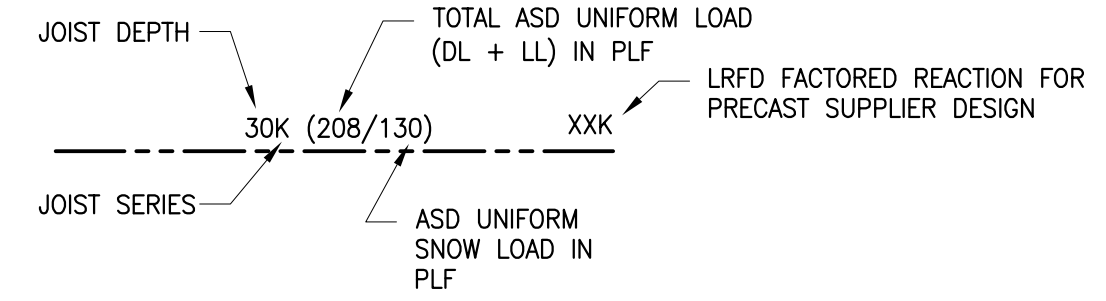 JOIST DEPTH
TOTAL ASD UNIFORM LOAD
(DL + LL) IN PLF
LRFD FACTORED REACTION FOR
PRECAST SUPPLIER DESIGN
30K (208/130)
XXK
JOIST SERIES
ASD UNIFORM
SNOW LOAD IN
PLF